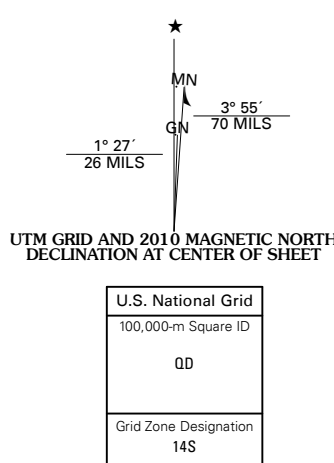 ★
MN
3° 55´
70 MILS
GN
1° 27´
26 MILS
UTM GRID AND 2010 MAGNETIC NORTH
DECLINATION AT CENTER OF SHEET
U.S. National Grid
100,000-m Square ID
QD
Grid Zone Designation
14S